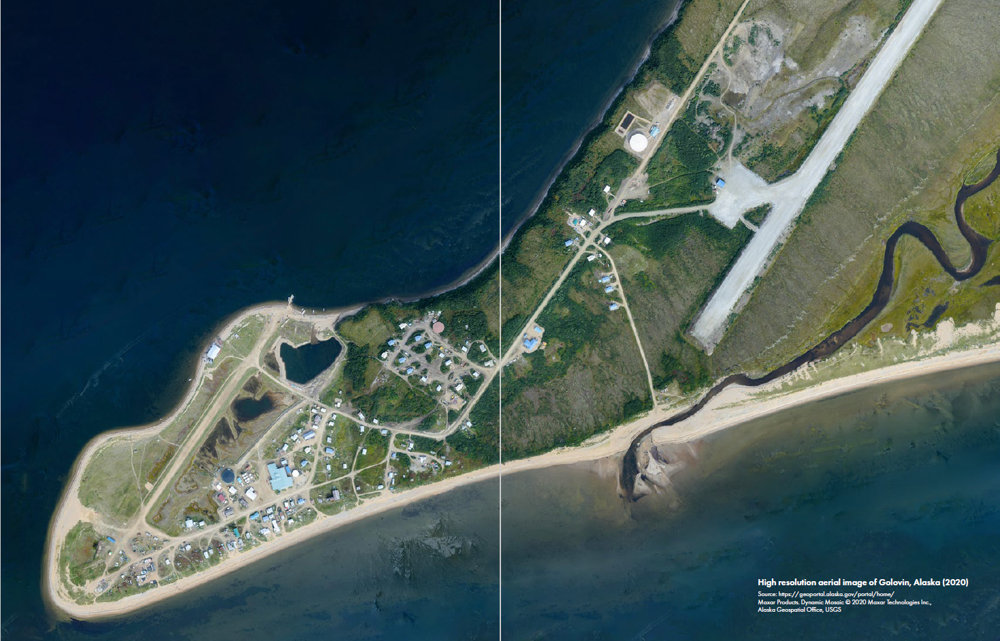 High resolution aerial image of Golovin, Alaska (2020)
Source: https://geoportal.alaska.gov/portal/home/
Maxar Products. Dynamic Mosaic © 2020 Maxar Technologies Inc.,
Alaska Geospatial Office, USGS